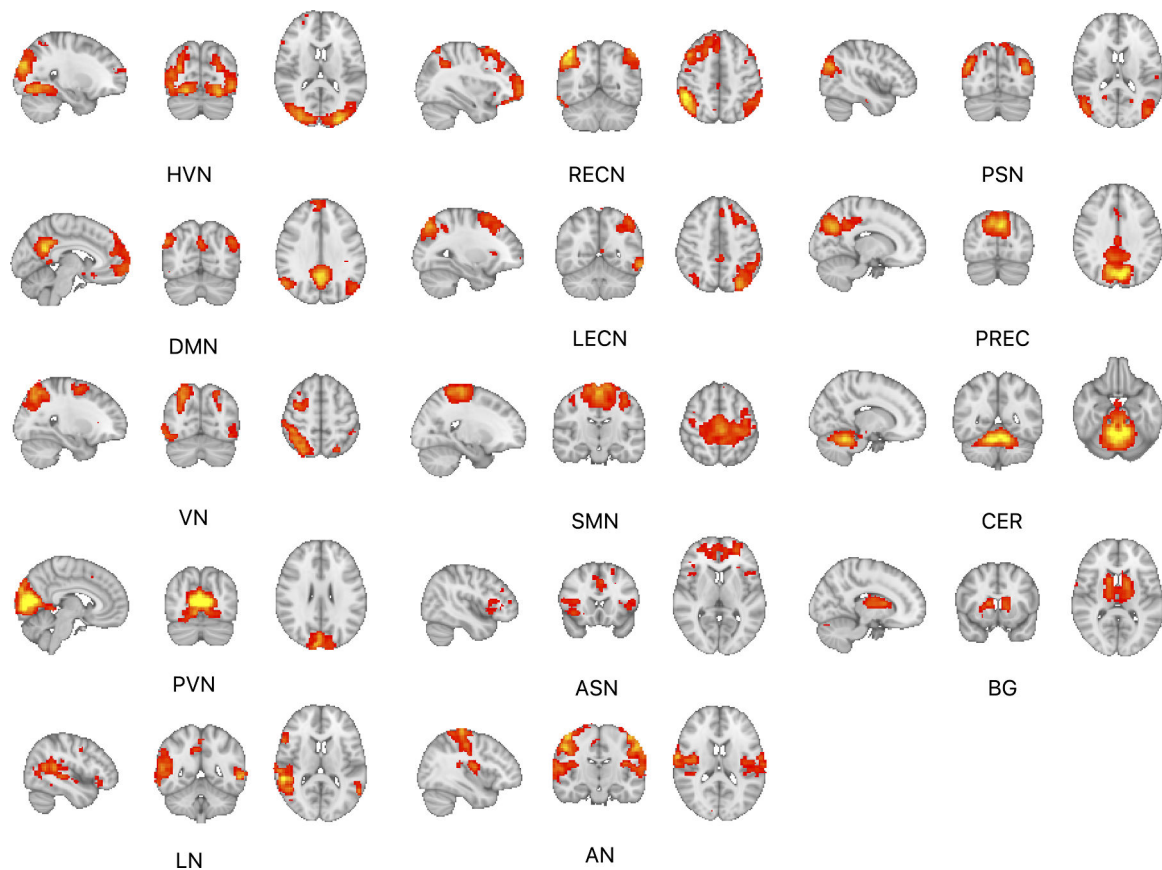 HVN
RECN
PSN
DMN
LECN
PREC
VN
SMN
CER
PVN
ASN
BG
LN
AN